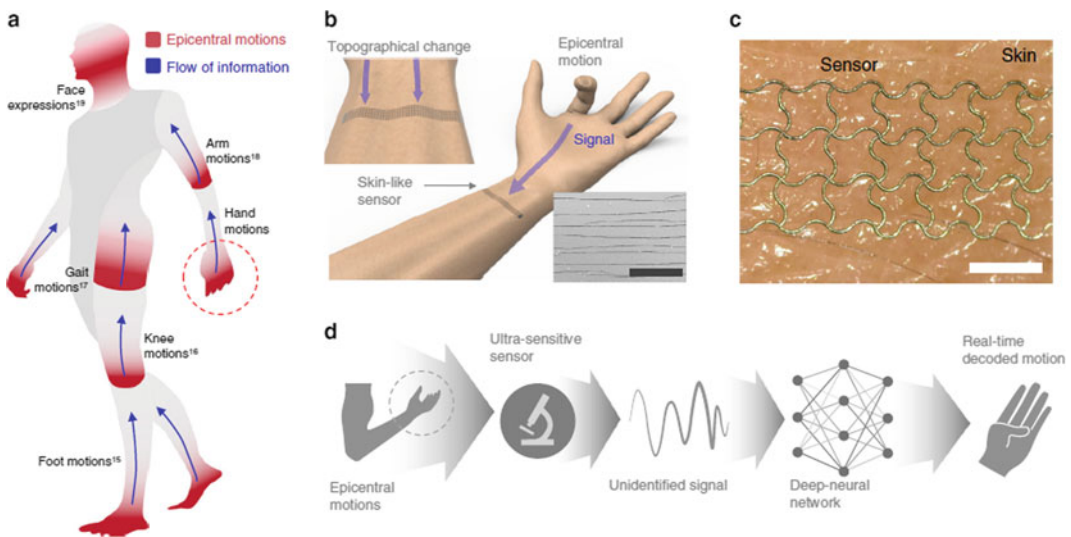 a
Epicentral motions
Flow of information
Face
expressions¹⁹
Arm
motions¹⁸
Hand
motions
Gait
motions¹⁷
Knee
motions¹⁶
Foot motions¹⁵
b
Topographical change
Epicentral
motion
Signal
Skin-like
sensor
c
Sensor
Skin
d
Epicentral
motions
Ultra-sensitive
sensor
Unidentified signal
Deep-neural
network
Real-time
decoded motion